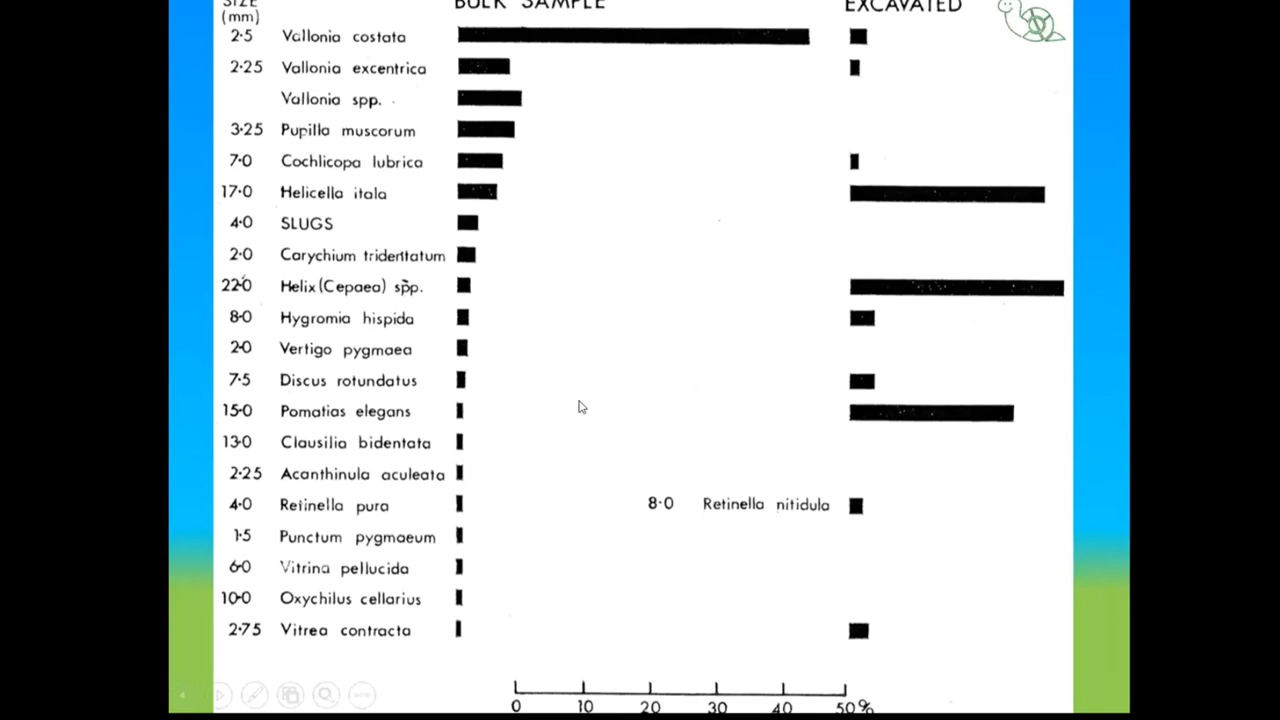 SIZE BULK SAMPLE EXCAVATED
(mm)
2·5 Vallonia costata
2·25 Vallonia excentrica
Vallonia spp.
3·25 Pupilla muscorum
7·0 Cochlicopa lubrica
17·0 Helicella itala
4·0 SLUGS
2·0 Carychium tridentatum
22·0 Helix (Cepaea) spp.
8·0 Hygromia hispida
2·0 Vertigo pygmaea
7·5 Discus rotundatus
15·0 Pomatias elegans
13·0 Clausilia bidentata
2·25 Acanthinula aculeata
4·0 Retinella pura 8·0 Retinella nitidula
1·5 Punctum pygmaeum
6·0 Vitrina pellucida
10·0 Oxychilus cellarius
2·75 Vitrea contracta
0 10 20 30 40 50%